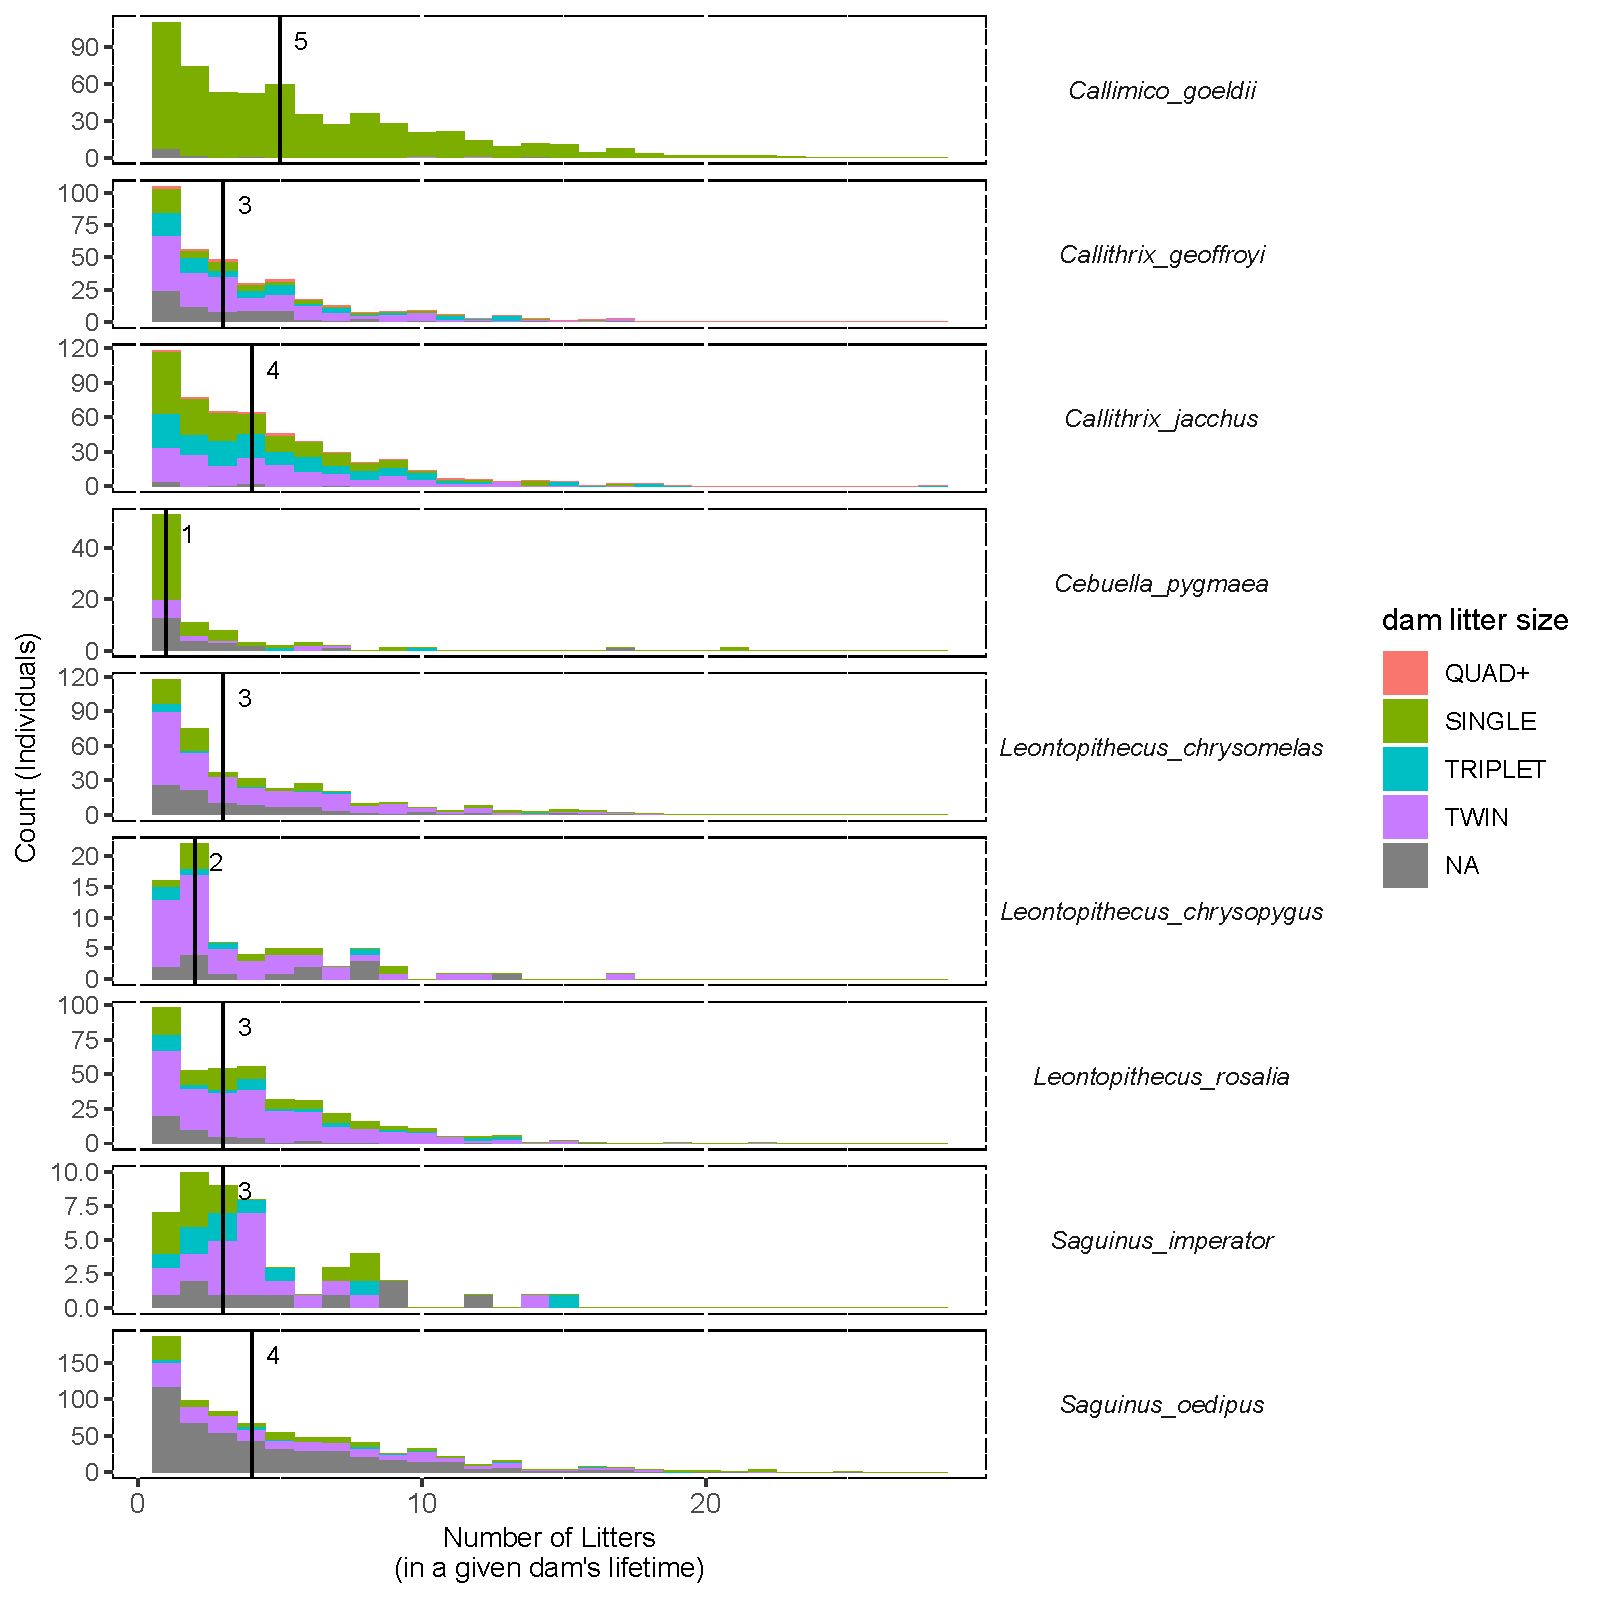 90
60
30
0
5
Callimico_goeldii
100
75
50
25
0
3
Callithrix_geoffroyi
120
90
60
30
0
4
Callithrix_jacchus
40
20
0
1
Cebuella_pygmaea
120
90
60
30
0
3
Leontopithecus_chrysomelas
20
15
10
5
0
2
Leontopithecus_chrysopygus
100
75
50
25
0
3
Leontopithecus_rosalia
10.0
7.5
5.0
2.5
0.0
3
Saguinus_imperator
150
100
50
0
4
Saguinus_oedipus
0 10 20
Number of Litters
(in a given dam's lifetime)
Count (Individuals)
dam litter size
QUAD+
SINGLE
TRIPLET
TWIN
NA